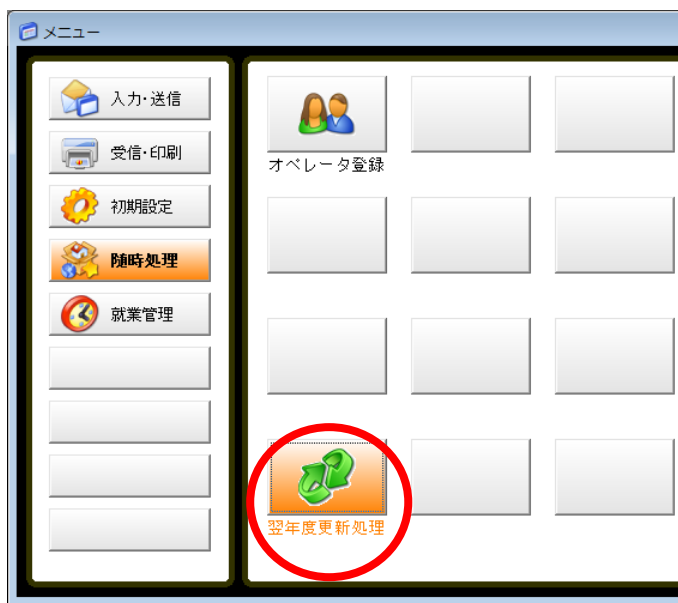 メニュー
入力・送信
受信・印刷
初期設定
随時処理
就業管理
オペレータ登録
翌年度更新処理